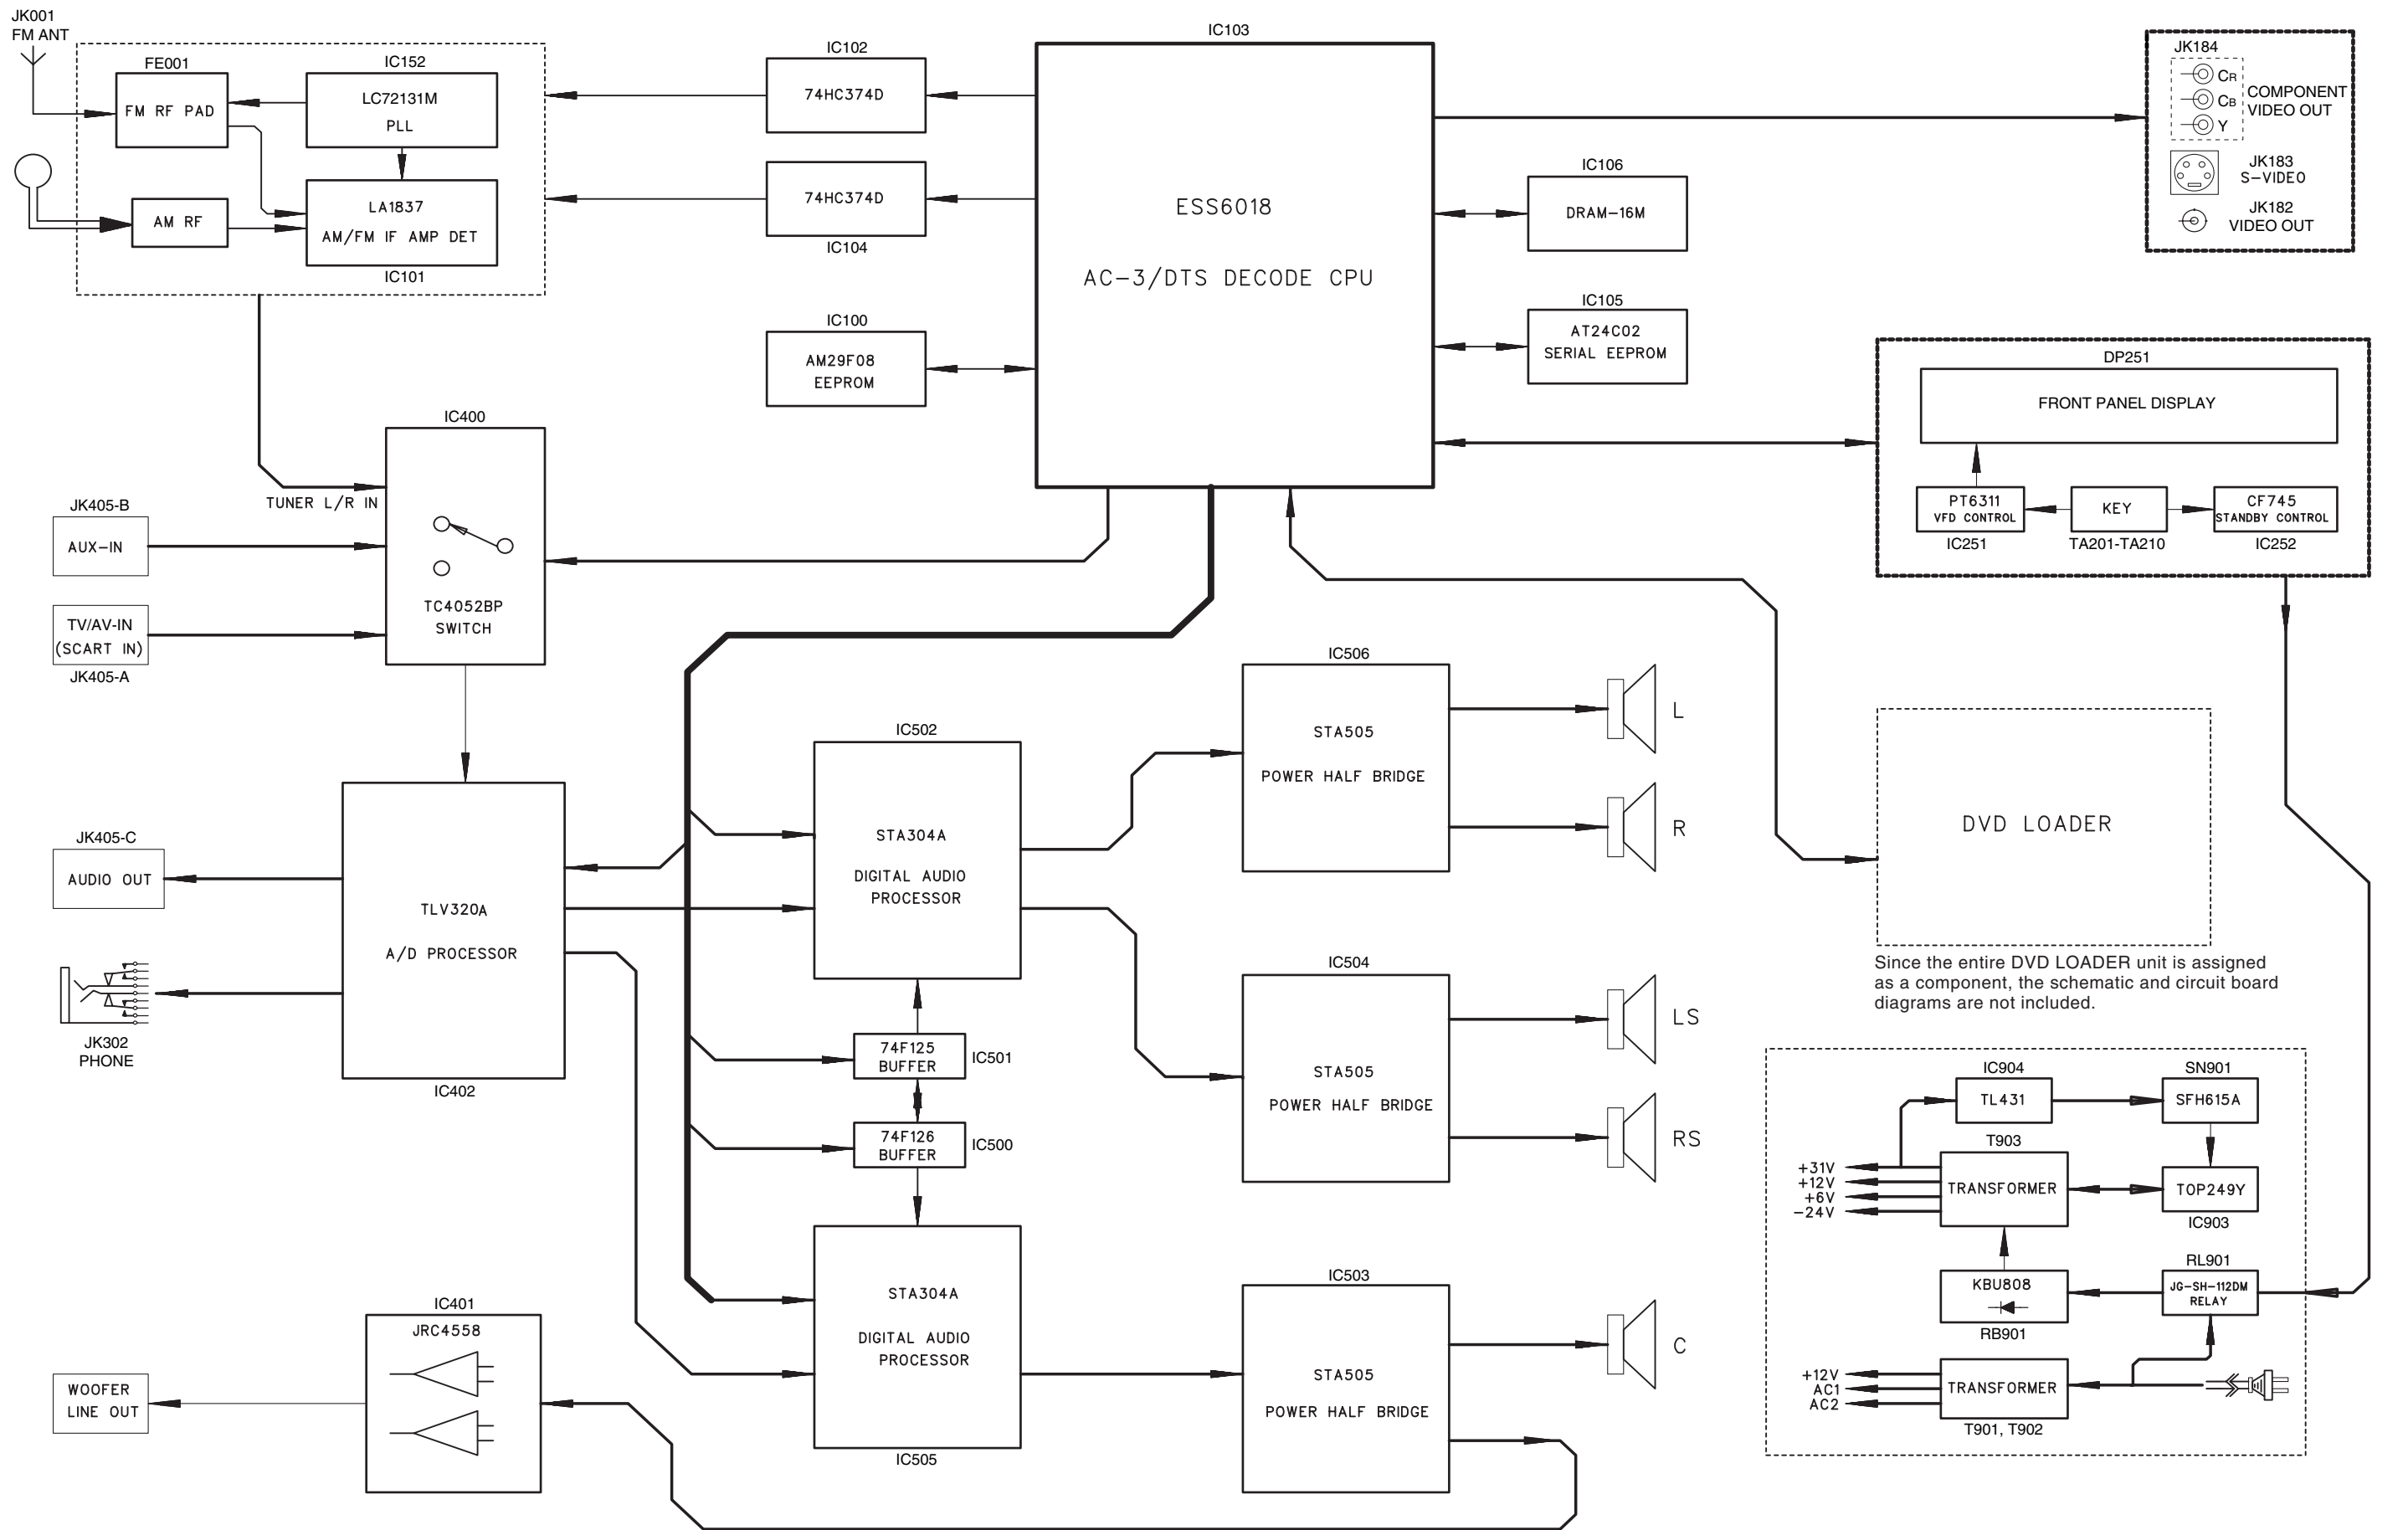 JK001
FM ANT
FE001
FM RF PAD
IC152
LC72131M
PLL
AM RF
LA1837
AM/FM IF AMP DET
IC101
IC102
74HC374D
74HC374D
IC104
IC100
AM29F08
EEPROM
IC103
ESS6018
AC-3/DTS DECODE CPU
IC106
DRAM-16M
IC105
AT24C02
SERIAL EEPROM
JK184
CR
CB
Y
COMPONENT
VIDEO OUT
JK183
S-VIDEO
JK182
VIDEO OUT
DP251
FRONT PANEL DISPLAY
PT6311
VFD CONTROL
IC251
KEY
TA201-TA210
CF745
STANDBY CONTROL
IC252
IC400
TUNER L/R IN
TC4052BP
SWITCH
JK405-B
AUX-IN
TV/AV-IN
(SCART IN)
JK405-A
JK405-C
AUDIO OUT
JK302
PHONE
TLV320A
A/D PROCESSOR
IC402
IC502
STA304A
DIGITAL AUDIO
PROCESSOR
74F125
BUFFER
IC501
74F126
BUFFER
IC500
STA304A
DIGITAL AUDIO
PROCESSOR
IC505
IC506
STA505
POWER HALF BRIDGE
L
R
IC504
STA505
POWER HALF BRIDGE
LS
RS
IC503
STA505
POWER HALF BRIDGE
C
IC401
JRC4558
WOOFER
LINE OUT
DVD LOADER
Since the entire DVD LOADER unit is assigned
as a component, the schematic and circuit board
diagrams are not included.
IC904
TL431
SN901
SFH615A
T903
TRANSFORMER
+31V
+12V
+6V
-24V
TOP249Y
IC903
KBU808
RB901
RL901
JG-SH-112DM
RELAY
+12V
AC1
AC2
TRANSFORMER
T901, T902